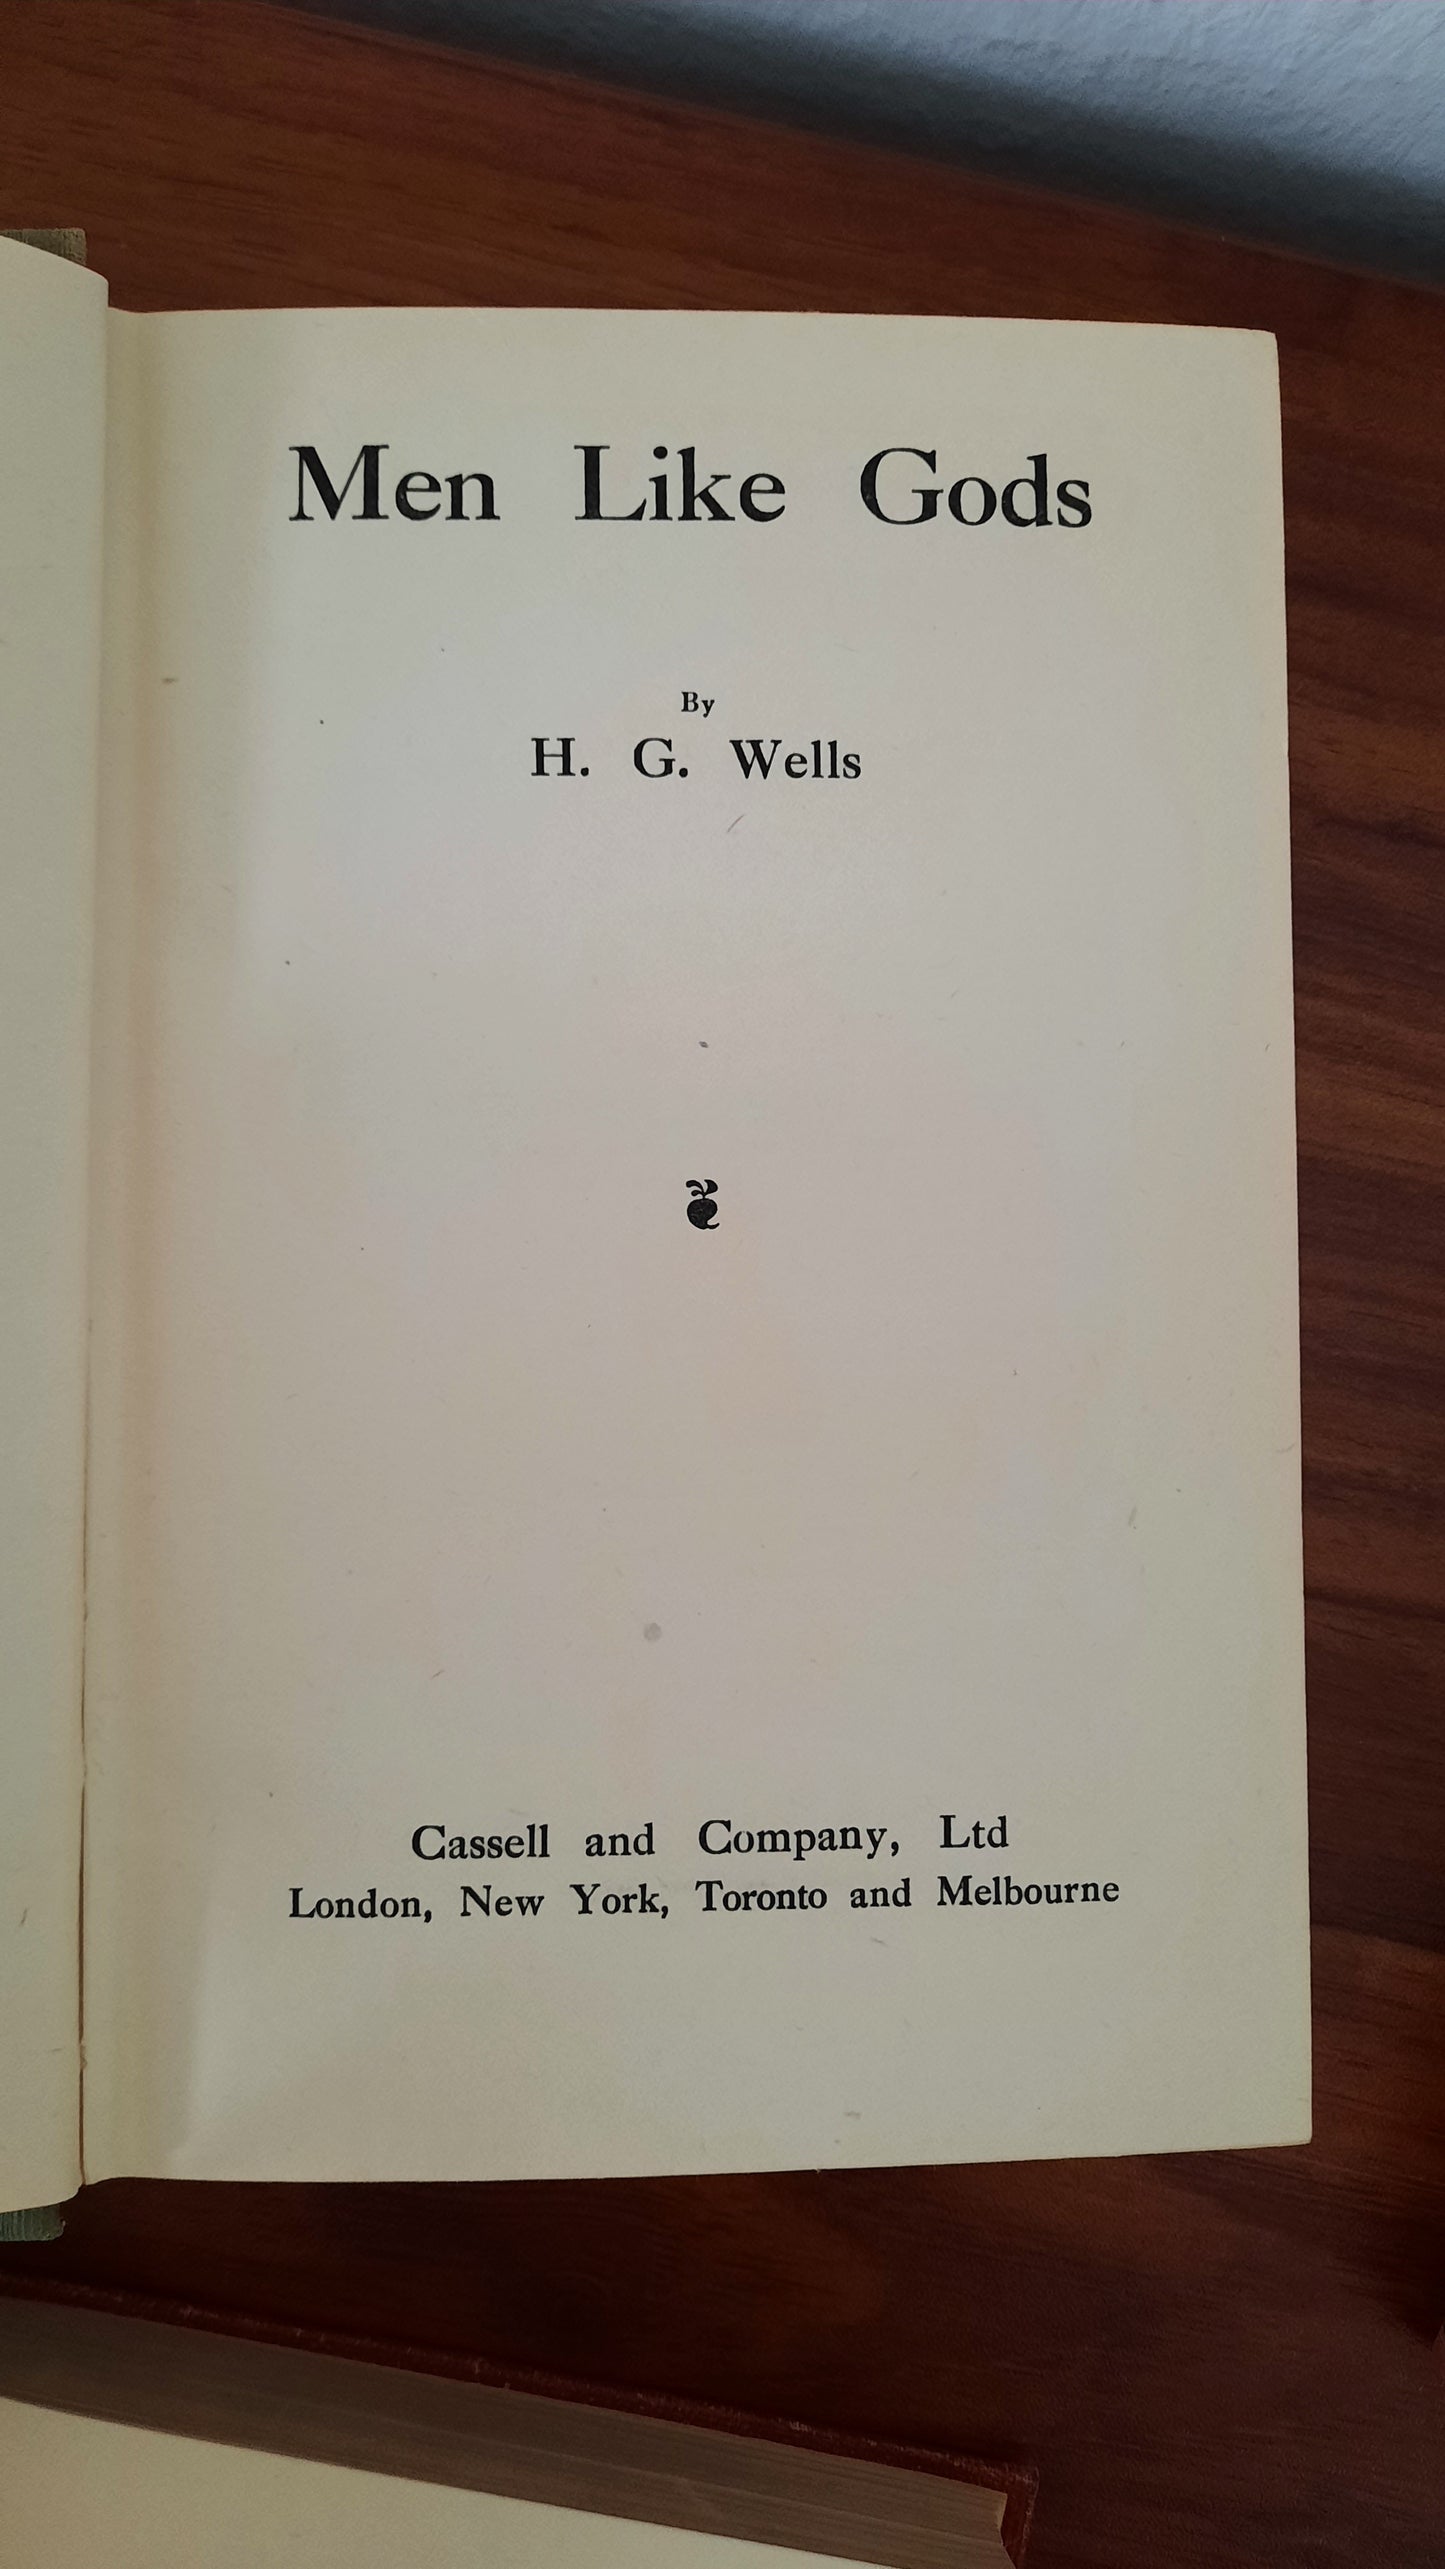 Men Like Gods
By
H. G. Wells
Cassell and Company, Ltd
London, New York, Toronto and Melbourne